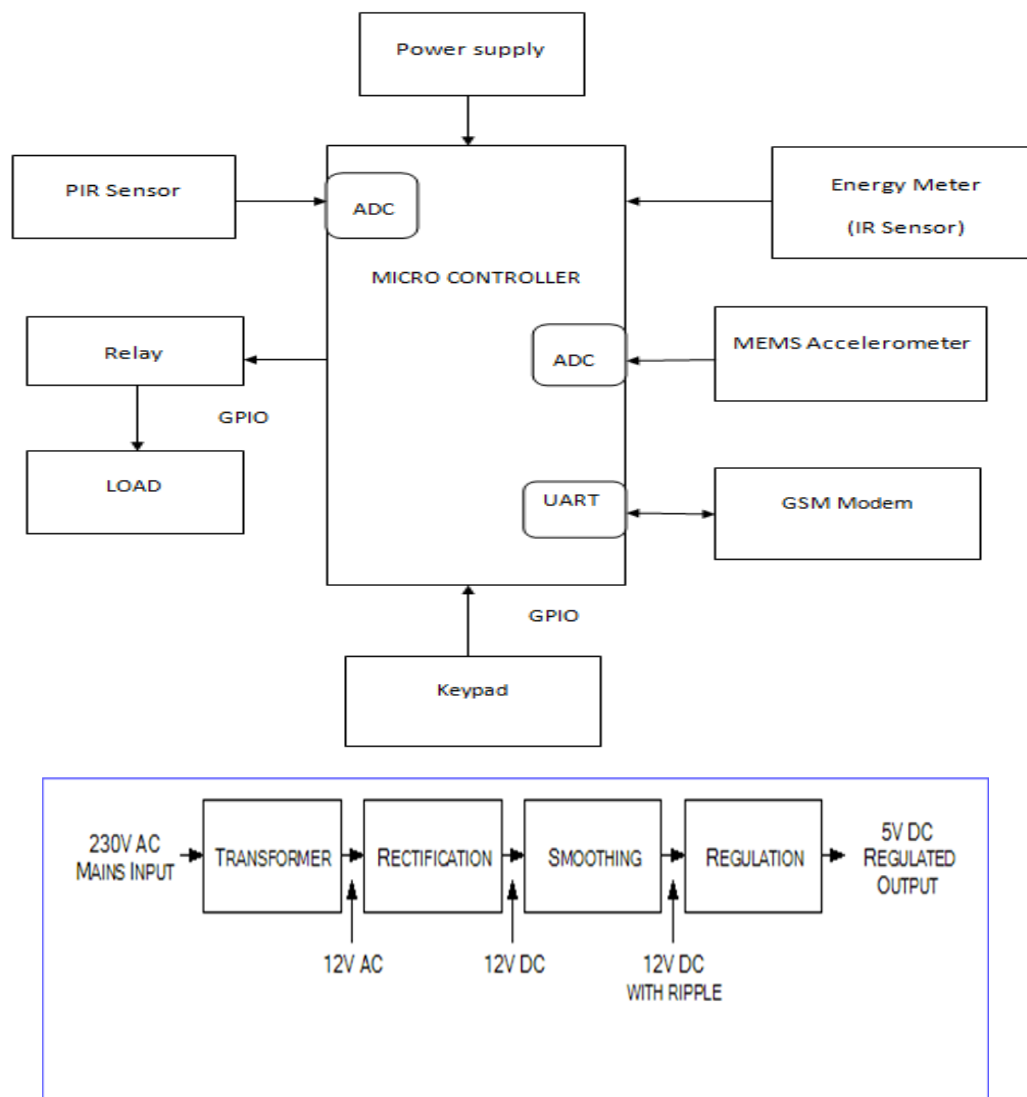 Power supply
PIR Sensor
ADC
Energy Meter
(IR Sensor)
MICRO CONTROLLER
Relay
ADC
MEMS Accelerometer
GPIO
LOAD
UART
GSM Modem
GPIO
Keypad
230V AC
MAINS INPUT
TRANSFORMER
RECTIFICATION
SMOOTHING
REGULATION
5V DC
REGULATED
OUTPUT
12V AC
12V DC
12V DC
WITH RIPPLE